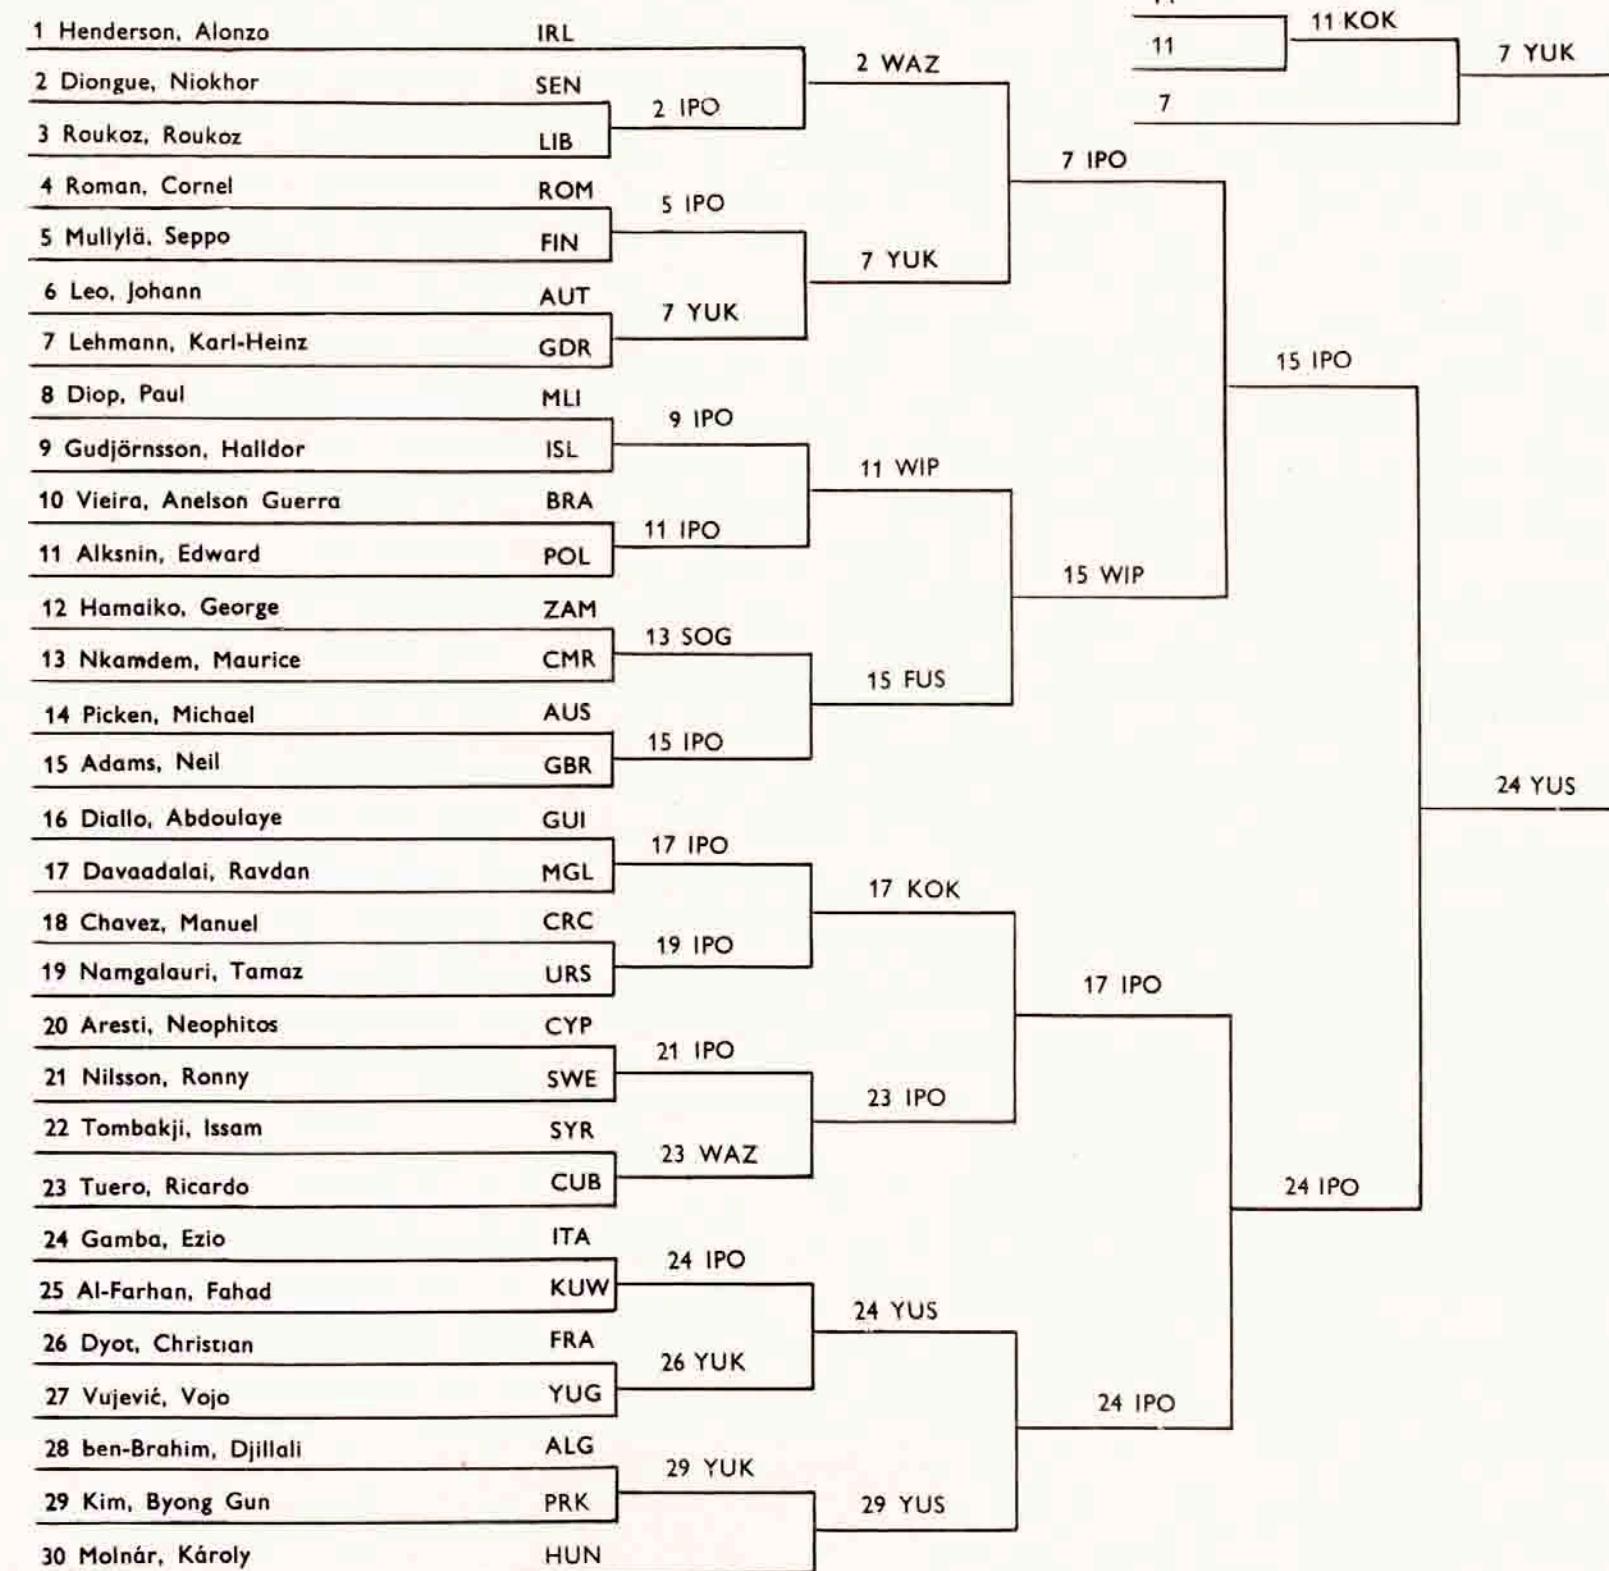 1 Henderson, Alonzo IRL
2 Diongue, Niokhor SEN
3 Roukoz, Roukoz LIB
4 Roman, Cornel ROM
5 Mullylä, Seppo FIN
6 Leo, Johann AUT
7 Lehmann, Karl-Heinz GDR
8 Diop, Paul MLI
9 Gudjörnsson, Halldor ISL
10 Vieira, Anelson Guerra BRA
11 Alksnin, Edward POL
12 Hamaiko, George ZAM
13 Nkamdem, Maurice CMR
14 Picken, Michael AUS
15 Adams, Neil GBR
16 Diallo, Abdoulaye GUI
17 Davaadalai, Ravdan MGL
18 Chavez, Manuel CRC
19 Namgalauri, Tamaz URS
20 Aresti, Neophitos CYP
21 Nilsson, Ronny SWE
22 Tombakji, Issam SYR
23 Tuero, Ricardo CUB
24 Gamba, Ezio ITA
25 Al-Farhan, Fahad KUW
26 Dyot, Christian FRA
27 Vujević, Vojo YUG
28 ben-Brahim, Djillali ALG
29 Kim, Byong Gun PRK
30 Molnár, Károly HUN
2 IPO
5 IPO
7 YUK
9 IPO
11 IPO
13 SOG
15 IPO
17 IPO
19 IPO
21 IPO
23 WAZ
24 IPO
26 YUK
29 YUK
2 WAZ
7 YUK
11 WIP
15 FUS
17 KOK
23 IPO
24 YUS
29 YUS
7 IPO
15 WIP
17 IPO
24 IPO
15 IPO
24 IPO
24 YUS
11
7
11 KOK
7 YUK